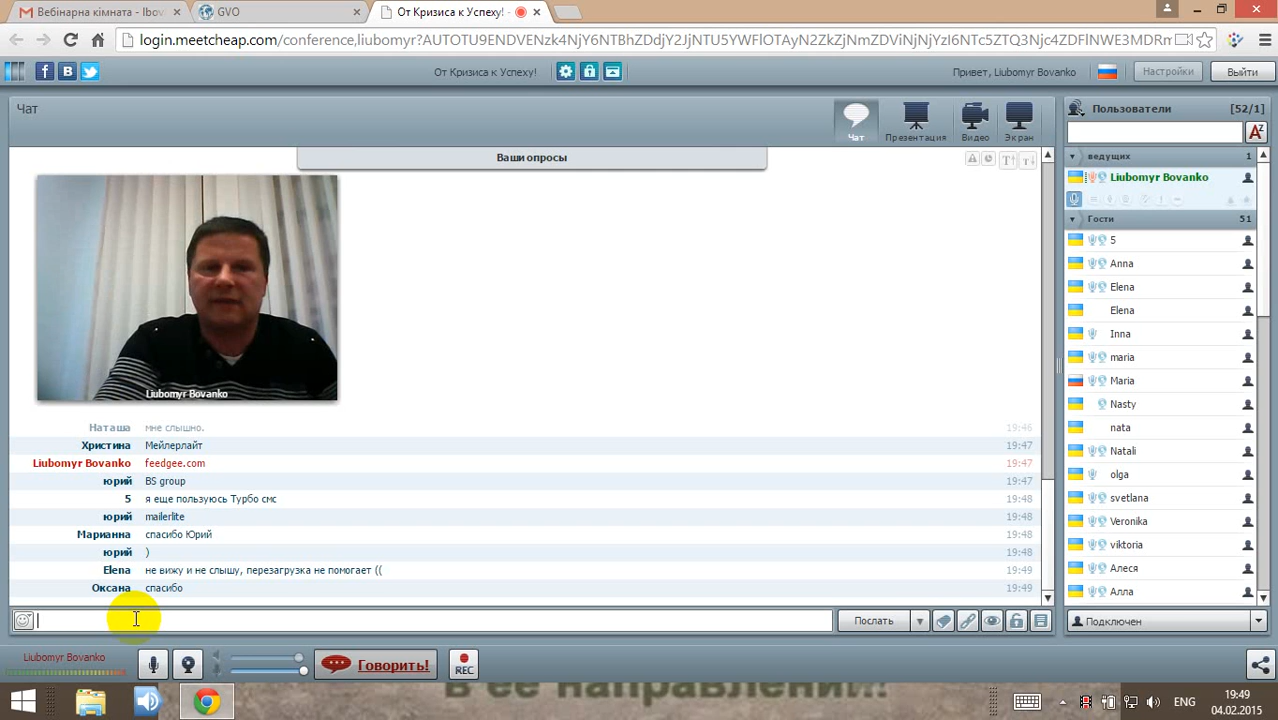 Вебінарна кімната - Ibov
GVO
От Кризиса к Успеху!
login.meetcheap.com/conference,liubomyr?AUTOTU9ENDVENzk4NjY6NTBhZDdjY2JjNTU5YWFlOTAyN2ZkZjNmZDViNjNjYzI6NTc5ZTQ3Njc4ZDFlNWE3MDRm
От Кризиса к Успеху!
Привет, Liubomyr Bovanko
Настройки
Выйти
Чат
Чат
Презентация
Видео
Экран
Пользователи
[52/1]
Ваши опросы
ведущих 1
Liubomyr Bovanko
Гости 51
5
Anna
Elena
Elena
Inna
maria
Maria
Nasty
nata
Natali
olga
svetlana
Veronika
viktoria
Алеся
Алла
Liubomyr Bovanko
Наташа мне слышно. 19:46
Христина Мейлерлайт 19:47
Liubomyr Bovanko feedgee.com 19:47
юрий BS group 19:47
5 я еще пользуюсь Турбо смс 19:48
юрий mailerlite 19:48
Марианна спасибо Юрий 19:48
юрий ) 19:48
Elena не вижу и не слышу, перезагрузка не помогает (( 19:49
Оксана спасибо 19:49
Послать
Подключен
Liubomyr Bovanko
Говорить!
REC
ENG
19:49
04.02.2015